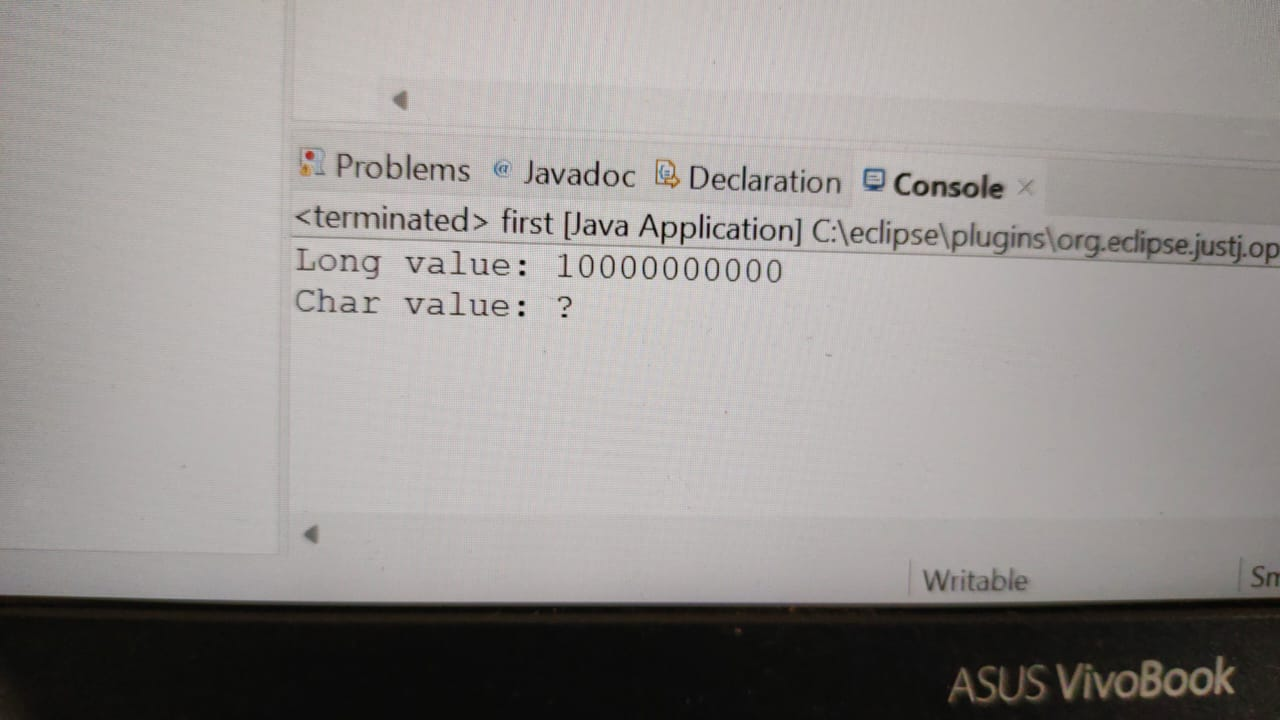 Problems @ Javadoc Declaration Console
<terminated> first [Java Application] C:\eclipse\plugins\org.eclipse.justj.op
Long value: 10000000000
Char value: ?
Writable Sm
ASUS VivoBook